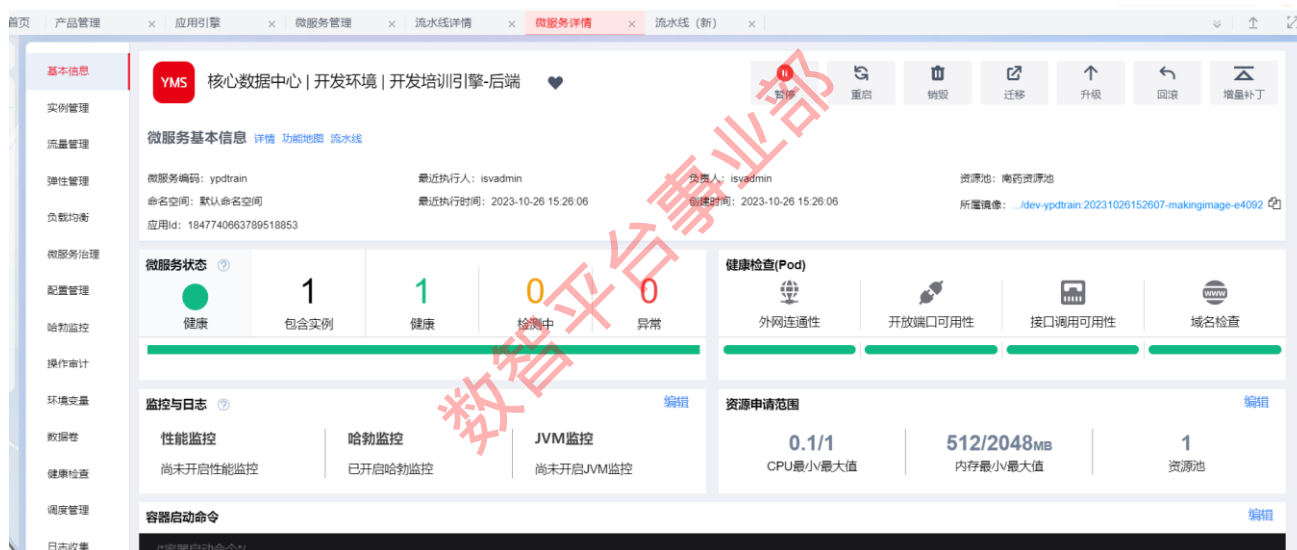 首页 产品管理 × 应用引擎 × 微服务管理 × 流水线详情 × 微服务详情 × 流水线（新） ×
基本信息
实例管理
流量管理
弹性管理
负载均衡
微服务治理
配置管理
哈勃监控
操作审计
环境变量
数据卷
健康检查
调度管理
日志收集
YMS 核心数据中心 | 开发环境 | 开发培训引擎-后端
暂停 重启 销毁 迁移 升级 回滚 增量补丁
微服务基本信息 详情 功能地图 流水线
微服务编码：ypdtrain 最近执行人：isvadmin 负责人：isvadmin 资源池：南药资源池
命名空间：默认命名空间 最近执行时间：2023-10-26 15:26:06 创建时间：2023-10-26 15:26:06 所属镜像：.../dev-ypdtrain:20231026152607-makingimage-e4092
应用Id：1847740663789518853
微服务状态 ?
健康
1 包含实例
1 健康
0 检测中
0 异常
健康检查(Pod)
外网连通性 开放端口可用性 接口调用可用性 域名检查
WWW
监控与日志 ? 编辑
性能监控 哈勃监控 JVM监控
尚未开启性能监控 已开启哈勃监控 尚未开启JVM监控
资源申请范围 编辑
0.1/1 512/2048MB 1
CPU最小/最大值 内存最小/最大值 资源池
容器启动命令 编辑
/*容器启动命令*/
数智平台事业部